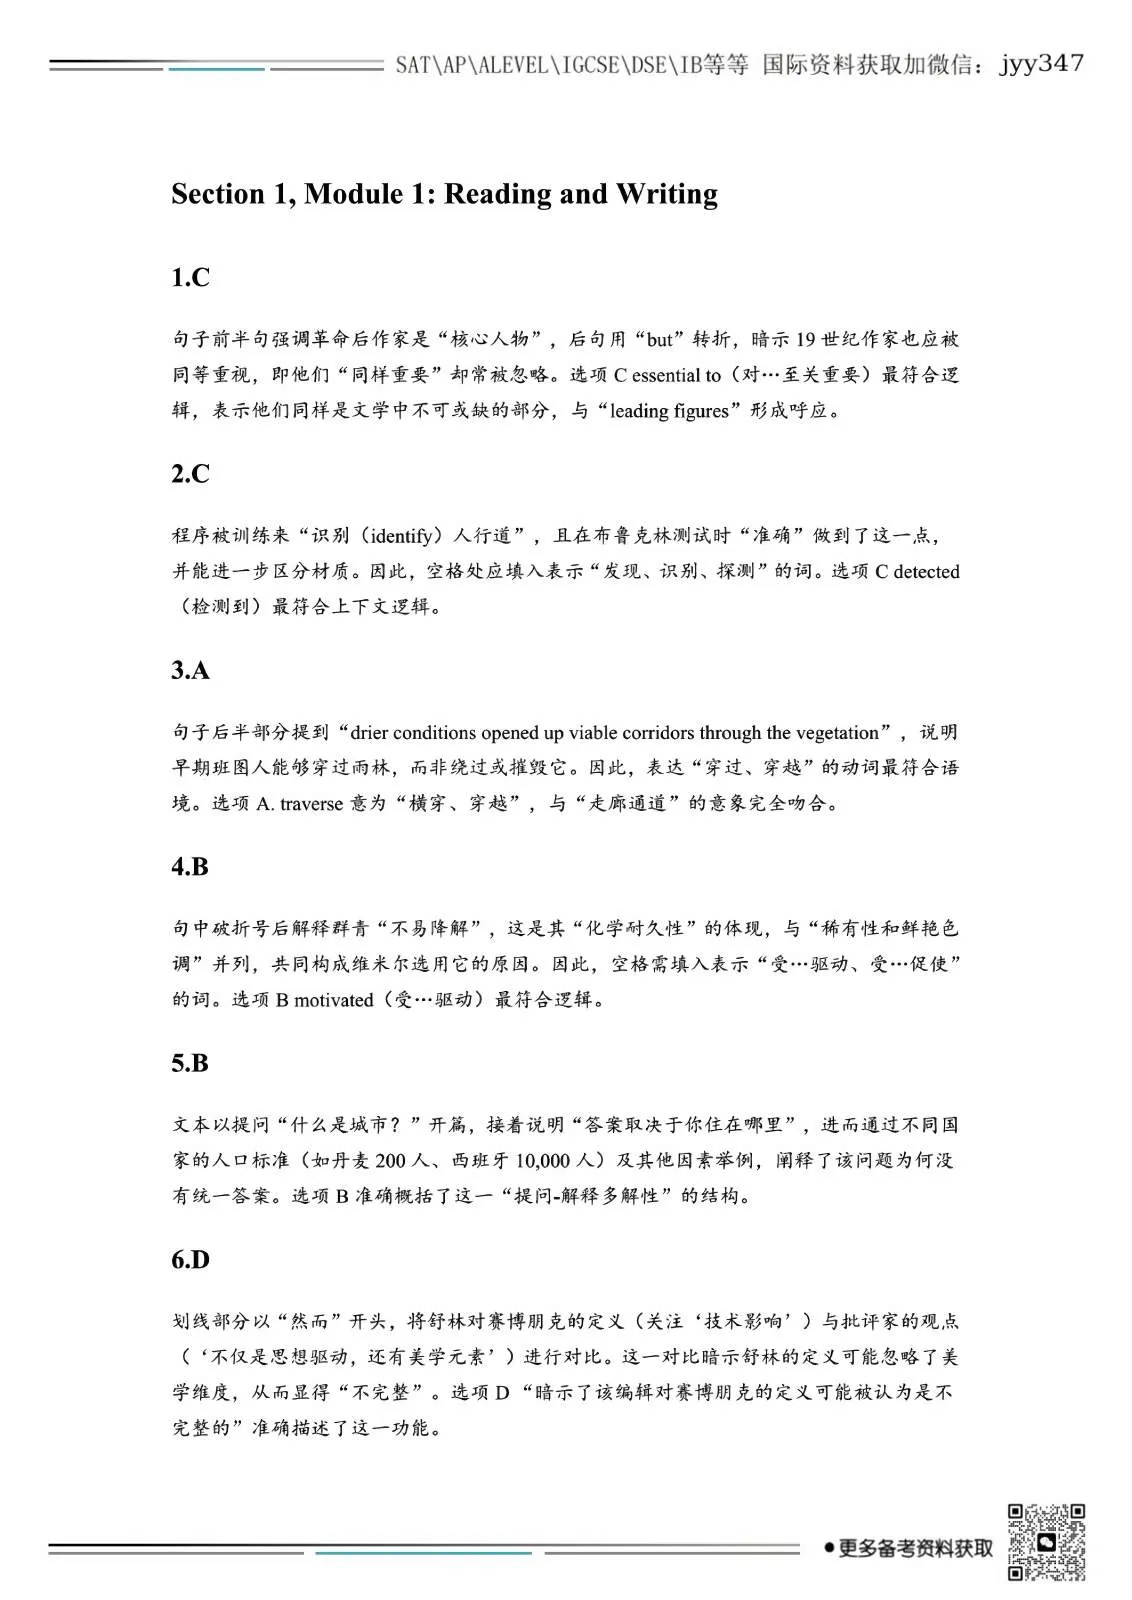 SAT\AP\ALEVEL\IGCSE\DSE\IB等等 国际资料获取加微信：jyy347
Section 1, Module 1: Reading and Writing
1.C
句子前半句强调革命后作家是“核心人物”，后句用“but”转折，暗示 19 世纪作家也应被
同等重视，即他们“同样重要”却常被忽略。选项 C essential to（对…至关重要）最符合逻
辑，表示他们同样是文学中不可或缺的部分，与“leading figures”形成呼应。
2.C
程序被训练来“识别（identify）人行道”，且在布鲁克林测试时“准确”做到了这一点，
并能进一步区分材质。因此，空格处应填入表示“发现、识别、探测”的词。选项 C detected
（检测到）最符合上下文逻辑。
3.A
句子后半部分提到“drier conditions opened up viable corridors through the vegetation”，说明
早期班图人能够穿过雨林，而非绕过或摧毁它。因此，表达“穿过、穿越”的动词最符合语
境。选项 A. traverse 意为“横穿、穿越”，与“走廊通道”的意象完全吻合。
4.B
句中破折号后解释群青“不易降解”，这是其“化学耐久性”的体现，与“稀有性和鲜艳色
调”并列，共同构成维米尔选用它的原因。因此，空格需填入表示“受…驱动、受…促使”
的词。选项 B motivated（受…驱动）最符合逻辑。
5.B
文本以提问“什么是城市？”开篇，接着说明“答案取决于你住在哪里”，进而通过不同国
家的人口标准（如丹麦 200 人、西班牙 10,000 人）及其他因素举例，阐释了该问题为何没
有统一答案。选项 B 准确概括了这一“提问-解释多解性”的结构。
6.D
划线部分以“然而”开头，将舒林对赛博朋克的定义（关注‘技术影响’）与批评家的观点
（‘不仅是思想驱动，还有美学元素’）进行对比。这一对比暗示舒林的定义可能忽略了美
学维度，从而显得“不完整”。选项 D “暗示了该编辑对赛博朋克的定义可能被认为是不
完整的”准确描述了这一功能。
●更多备考资料获取